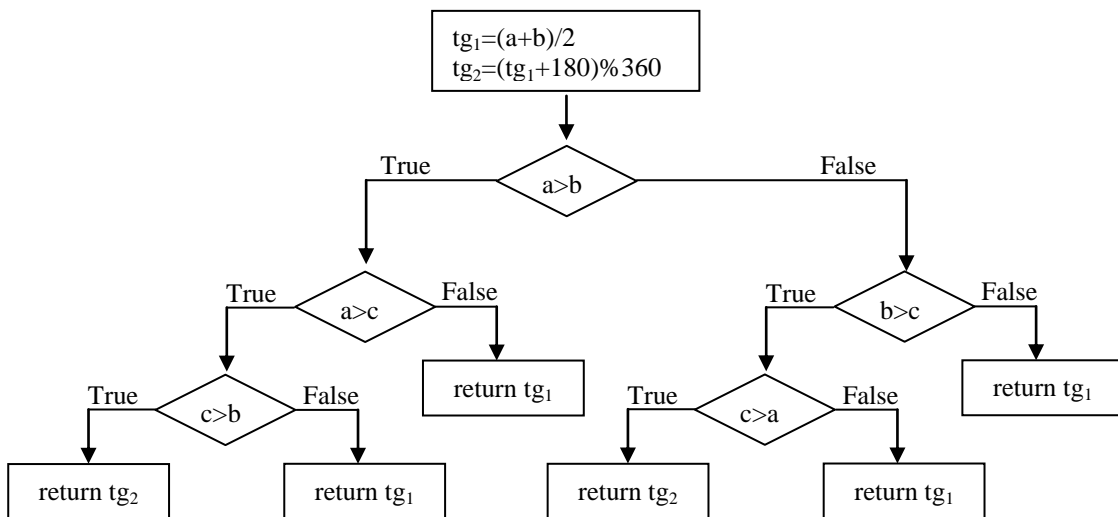 tg₁=(a+b)/2
tg₂=(tg₁+180)%360
True
False
a>b
True
a>c
False
True
b>c
False
return tg₁
return tg₁
True
c>b
False
True
c>a
False
return tg₂
return tg₁
return tg₂
return tg₁